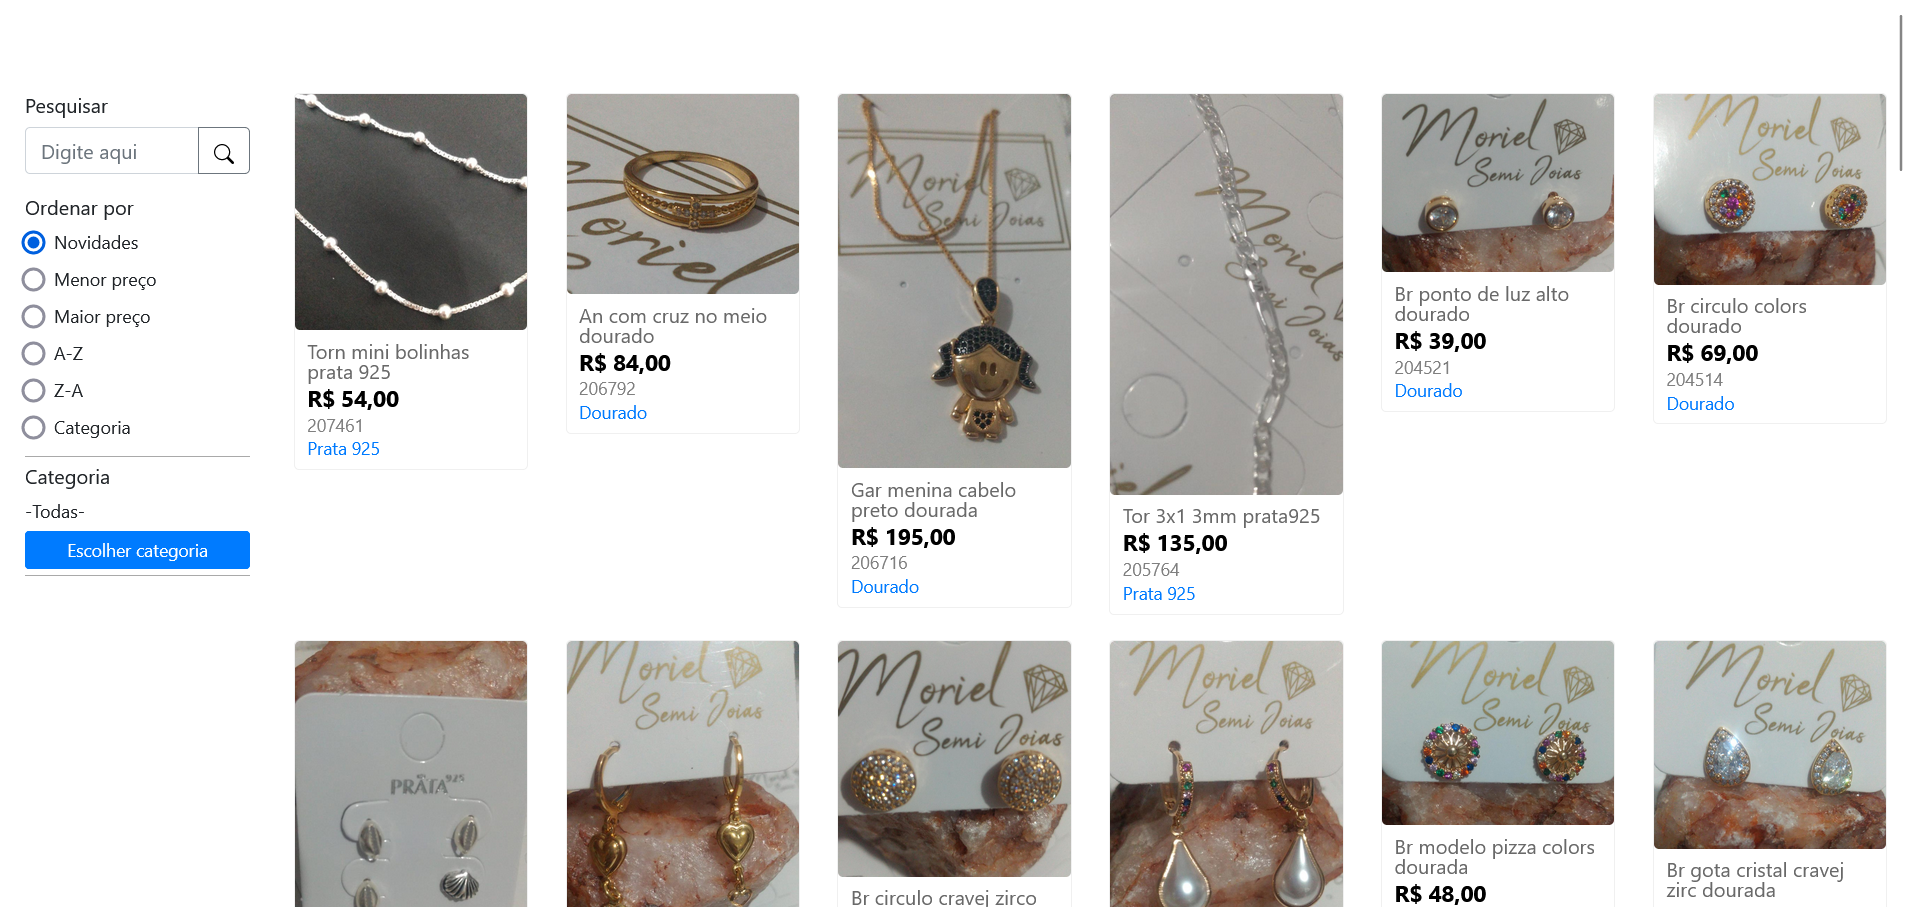 Pesquisar
Digite aqui
Ordenar por
Novidades
Menor preço
Maior preço
A-Z
Z-A
Categoria
Categoria
-Todas-
Escolher categoria
Torn mini bolinhas
prata 925
R$ 54,00
207461
Prata 925
Moriel
An com cruz no meio
dourado
R$ 84,00
206792
Dourado
Moriel
Semi Joias
Gar menina cabelo
preto dourada
R$ 195,00
206716
Dourado
Moriel
Semi Joias
Tor 3x1 3mm prata925
R$ 135,00
205764
Prata 925
Moriel
Semi Joias
Br ponto de luz alto
dourado
R$ 39,00
204521
Dourado
Moriel
Semi Joias
Br circulo colors
dourado
R$ 69,00
204514
Dourado
PRATA 925
Moriel
Semi Joias
Moriel
Semi Joias
Br circulo cravej zirco
Moriel
Semi Joias
Moriel
Semi Joias
Br modelo pizza colors
dourada
R$ 48,00
Moriel
Semi Joias
Br gota cristal cravej
zirc dourada